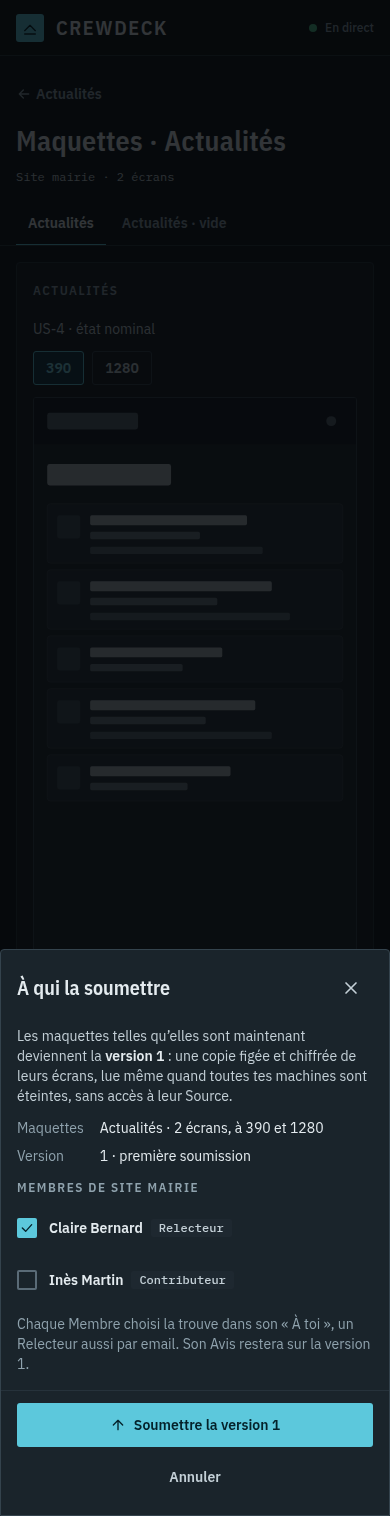 CREWDECK
En direct
← Actualités
Maquettes · Actualités
Site mairie · 2 écrans
Actualités
Actualités · vide
ACTUALITÉS
US-4 · état nominal
390
1280
À qui la soumettre
Les maquettes telles qu’elles sont maintenant
deviennent la version 1 : une copie figée et chiffrée de
leurs écrans, lue même quand toutes tes machines sont
éteintes, sans accès à leur Source.
Maquettes Actualités · 2 écrans, à 390 et 1280
Version 1 · première soumission
MEMBRES DE SITE MAIRIE
Claire Bernard Relecteur
Inès Martin Contributeur
Chaque Membre choisi la trouve dans son « À toi », un
Relecteur aussi par email. Son Avis restera sur la version
1.
↑ Soumettre la version 1
Annuler